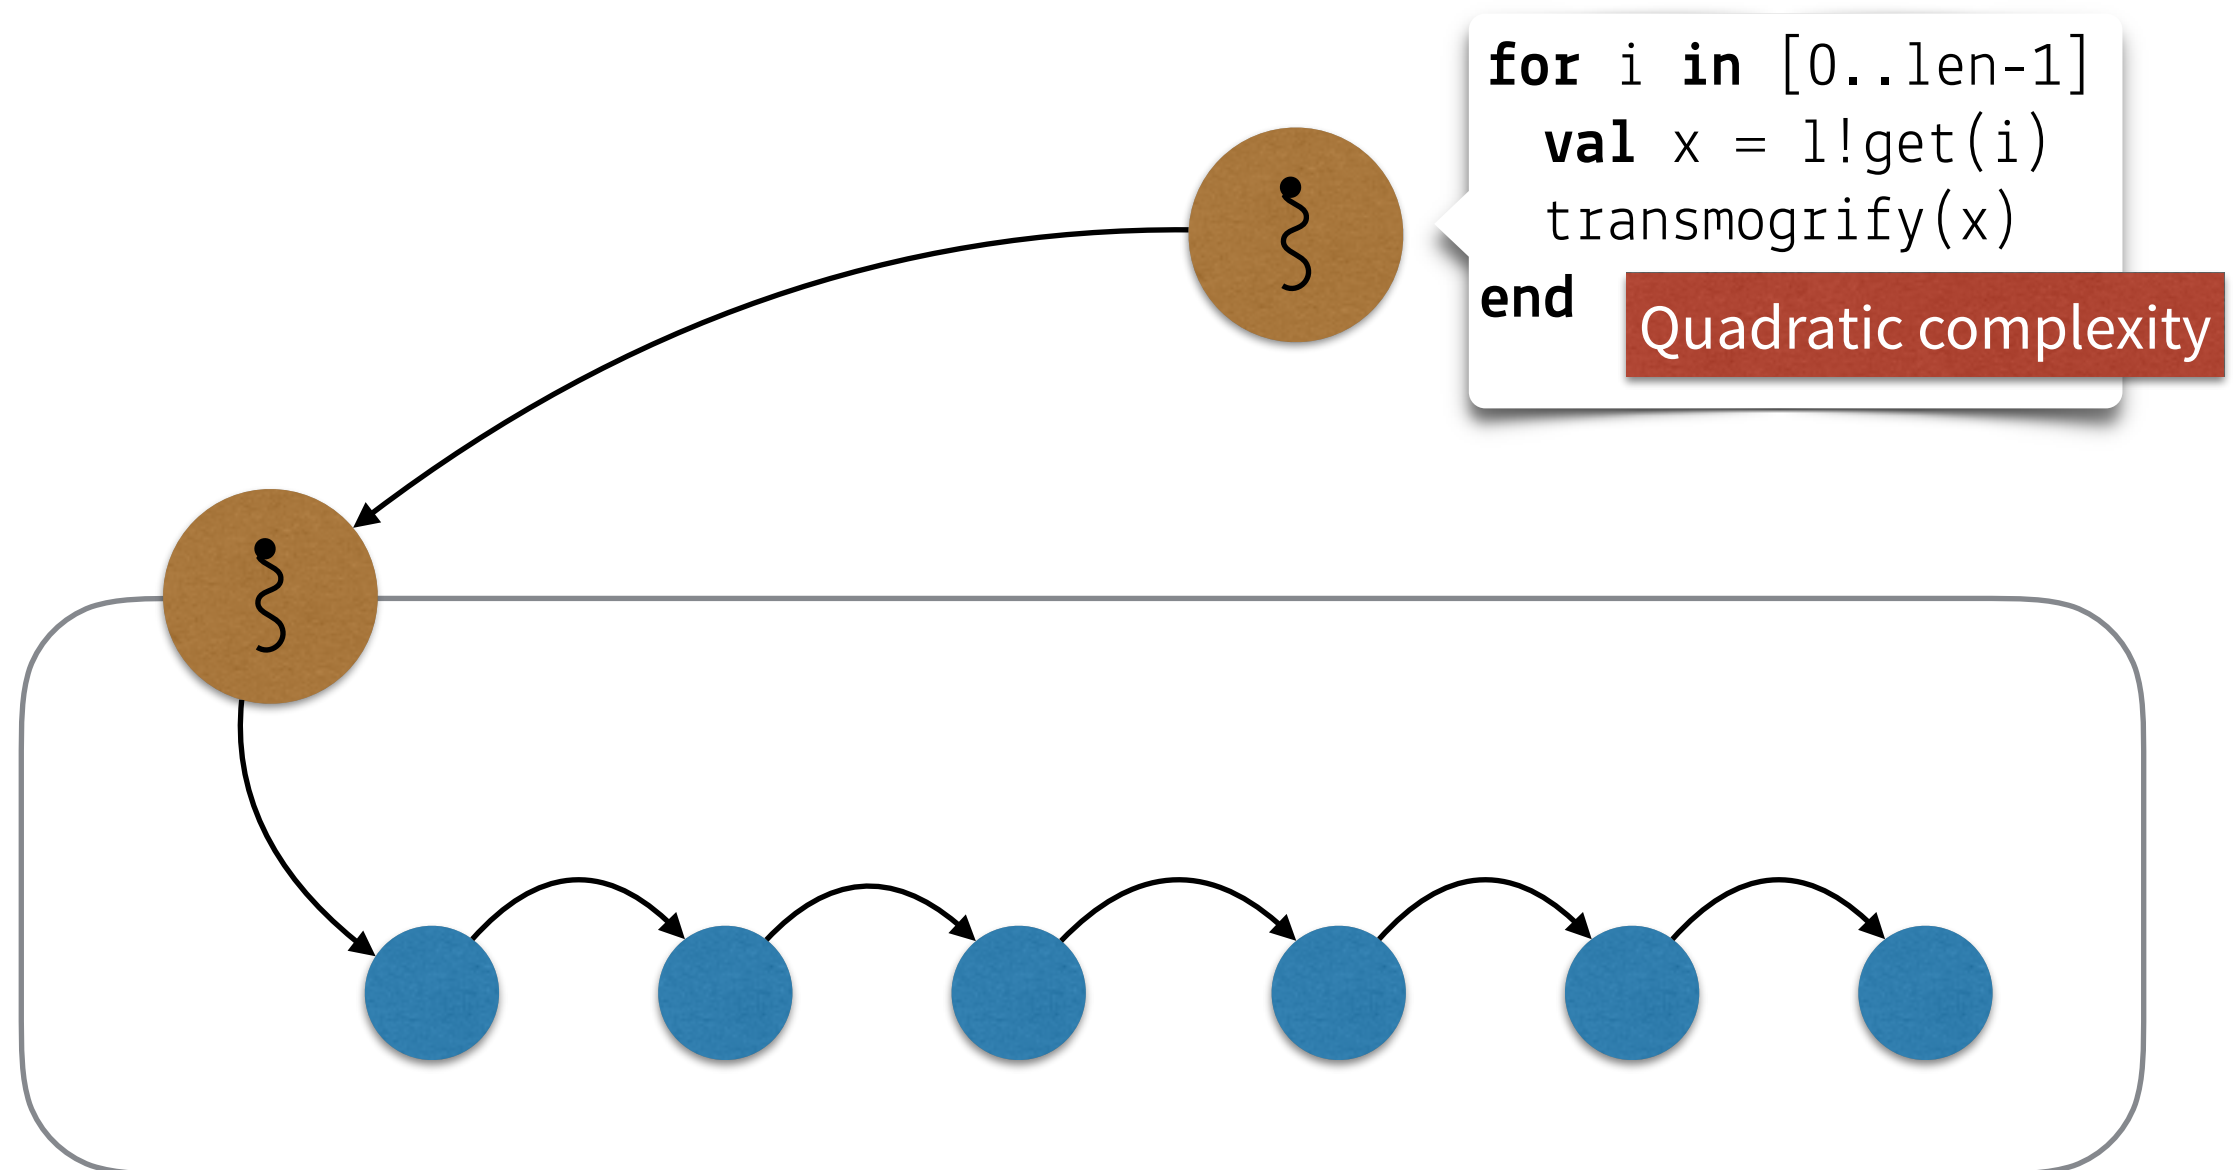 for i in [0..len-1]
val x = l!get(i)
transmogrify(x)
end
Quadratic complexity